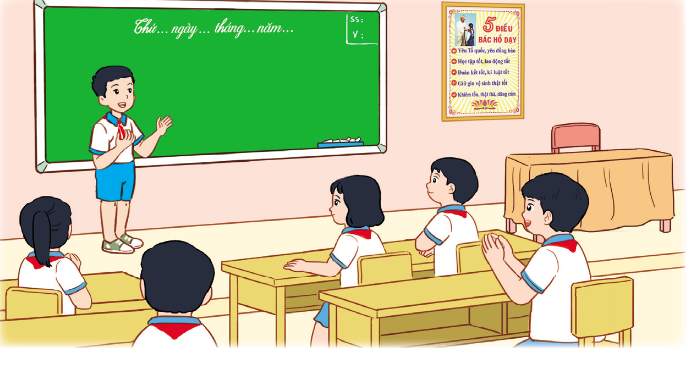 Thứ... ngày... tháng... năm...
SS:
V:
5 ĐIỀU
BÁC HỒ DẠY
Yêu Tổ quốc, yêu đồng bào
Học tập tốt, lao động tốt
Đoàn kết tốt, kỉ luật tốt
Giữ gìn vệ sinh thật tốt
Khiêm tốn, thật thà, dũng cảm